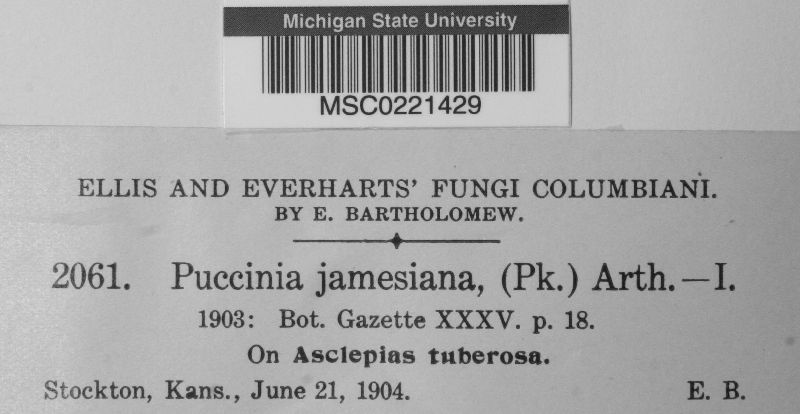 Michigan State University
MSC0221429
ELLIS AND EVERHARTS' FUNGI COLUMBIANI.
BY E. BARTHOLOMEW.
2061. Puccinia jamesiana, (Pk.) Arth.—I.
1903: Bot. Gazette XXXV. p. 18.
On Asclepias tuberosa.
Stockton, Kans., June 21, 1904. E. B.